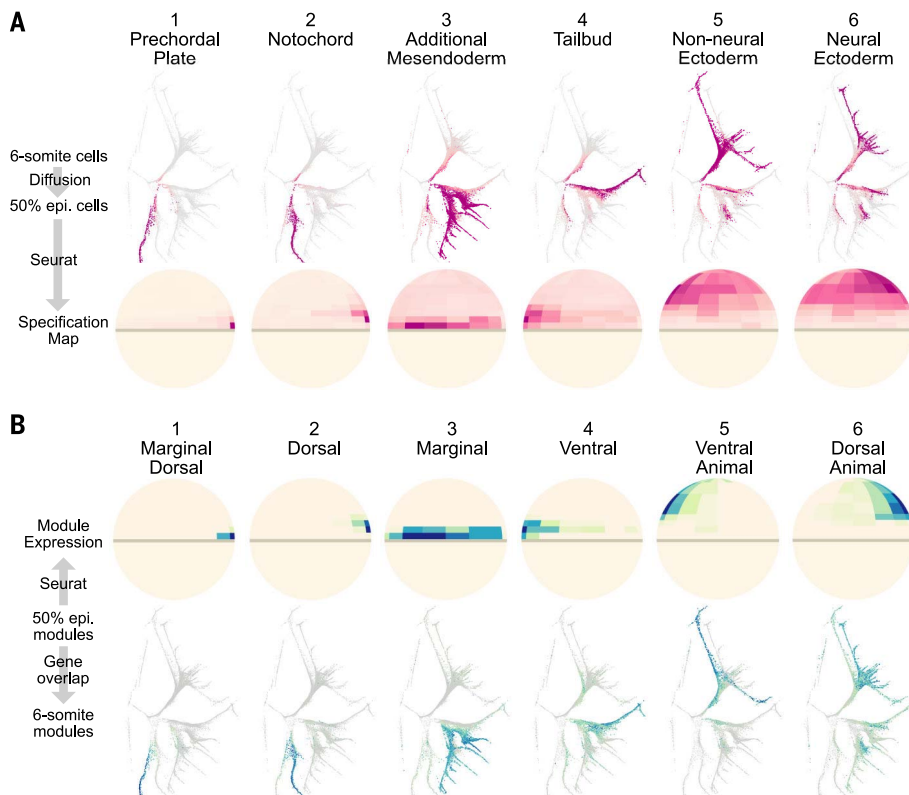 A
1
Prechordal
Plate
2
Notochord
3
Additional
Mesendoderm
4
Tailbud
5
Non-neural
Ectoderm
6
Neural
Ectoderm
6-somite cells
Diffusion
50% epi. cells
Seurat
Specification
Map
B
1
Marginal
Dorsal
2
Dorsal
3
Marginal
4
Ventral
5
Ventral
Animal
6
Dorsal
Animal
Module
Expression
Seurat
50% epi.
modules
Gene
overlap
6-somite
modules